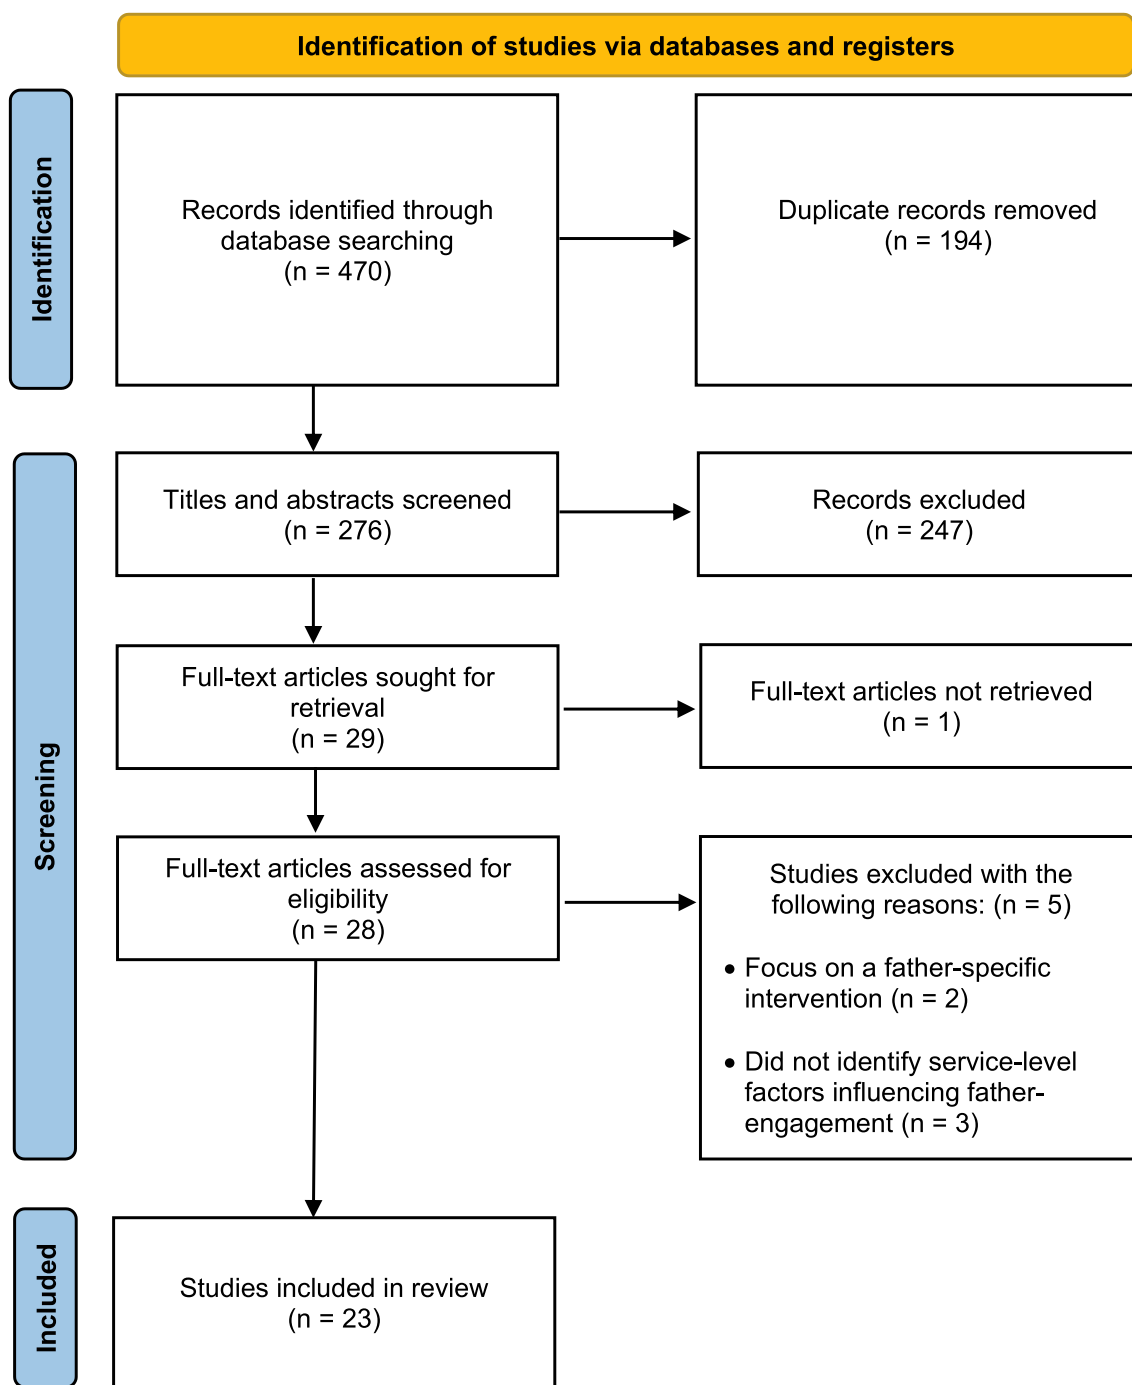 Identification of studies via databases and registers
Identification
Records identified through
database searching
(n = 470)
Duplicate records removed
(n = 194)
Screening
Titles and abstracts screened
(n = 276)
Records excluded
(n = 247)
Full-text articles sought for
retrieval
(n = 29)
Full-text articles not retrieved
(n = 1)
Full-text articles assessed for
eligibility
(n = 28)
Studies excluded with the
following reasons: (n = 5)
• Focus on a father-specific
intervention (n = 2)
• Did not identify service-level
factors influencing father-
engagement (n = 3)
Included
Studies included in review
(n = 23)